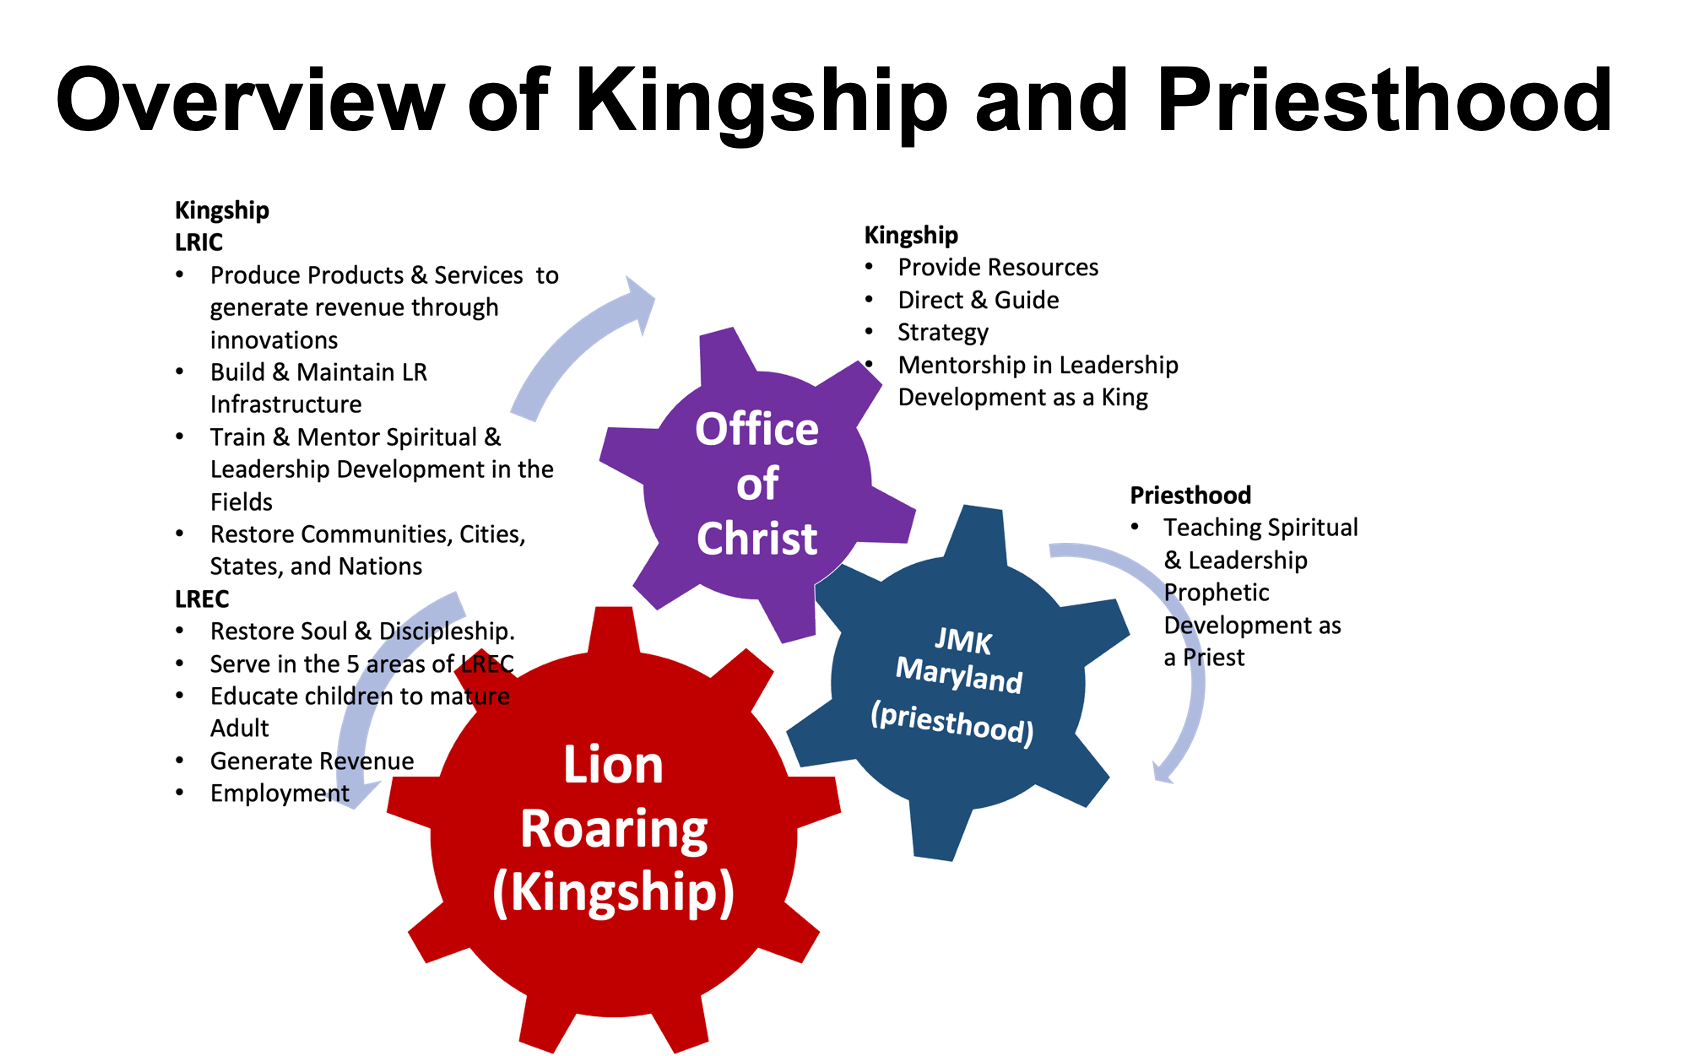 Overview of Kingship and Priesthood
Kingship
LRIC
• Produce Products & Services  to
generate revenue through
innovations
• Build & Maintain LR
Infrastructure
• Train & Mentor Spiritual &
Leadership Development in the
Fields
• Restore Communities, Cities,
States, and Nations
LREC
• Restore Soul & Discipleship.
• Serve in the 5 areas of LREC
• Educate children to mature
Adult
• Generate Revenue
• Employment
Kingship
• Provide Resources
• Direct & Guide
• Strategy
• Mentorship in Leadership
Development as a King
Office
of
Christ
Priesthood
• Teaching Spiritual
& Leadership
Prophetic
Development as
a Priest
JMK
Maryland
(priesthood)
Lion
Roaring
(Kingship)